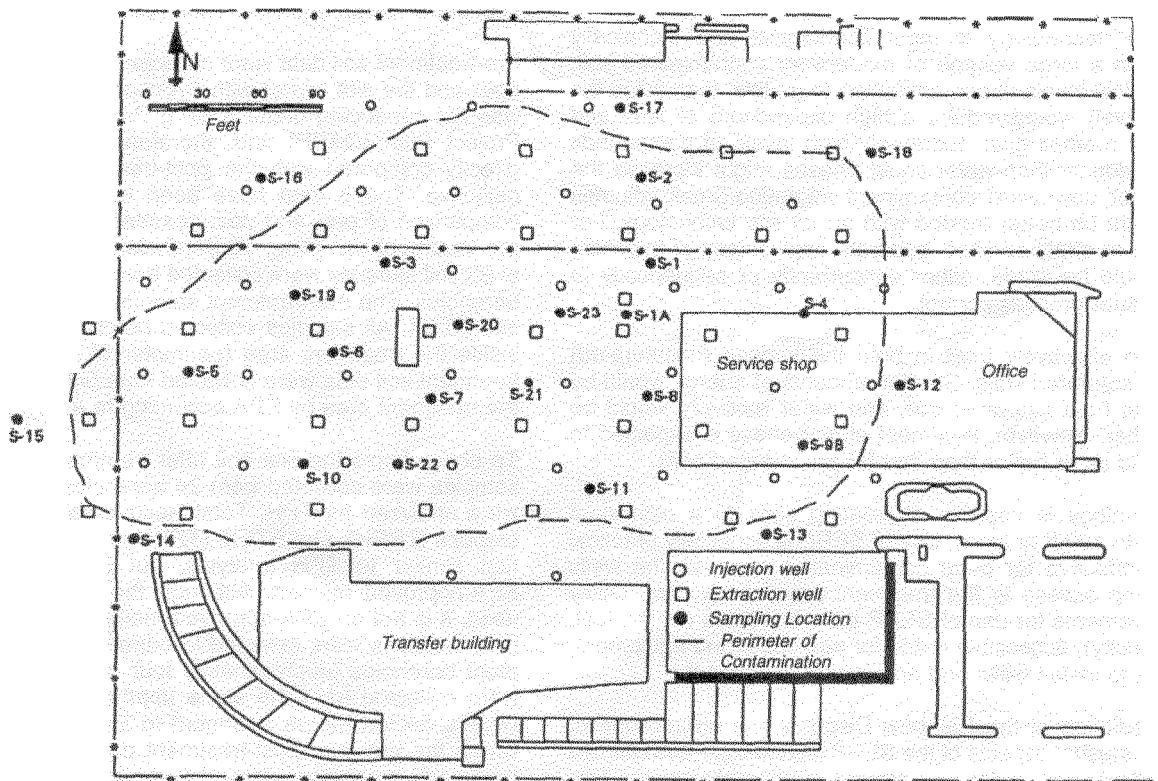 N
0 30 60 90
Feet
S-17
S-18
S-16
S-2
S-3
S-1
S-19
S-23
S-1A
S-4
S-20
S-6
Service shop
Office
S-5
S-21
S-12
S-7
S-8
S-15
S-9B
S-10
S-22
S-11
S-13
S-14
Injection well
Extraction well
Sampling Location
Perimeter of
Contamination
Transfer building